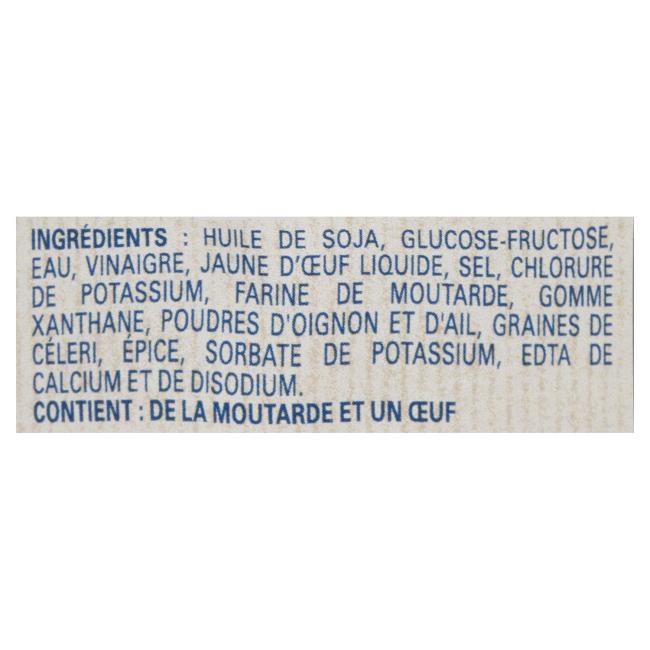 INGRÉDIENTS : HUILE DE SOJA, GLUCOSE-FRUCTOSE,
EAU, VINAIGRE, JAUNE D'ŒUF LIQUIDE, SEL, CHLORURE
DE POTASSIUM, FARINE DE MOUTARDE, GOMME
XANTHANE, POUDRES D'OIGNON ET D'AIL, GRAINES DE
CÉLERI, ÉPICE, SORBATE DE POTASSIUM, EDTA DE
CALCIUM ET DE DISODIUM.
CONTIENT : DE LA MOUTARDE ET UN ŒUF